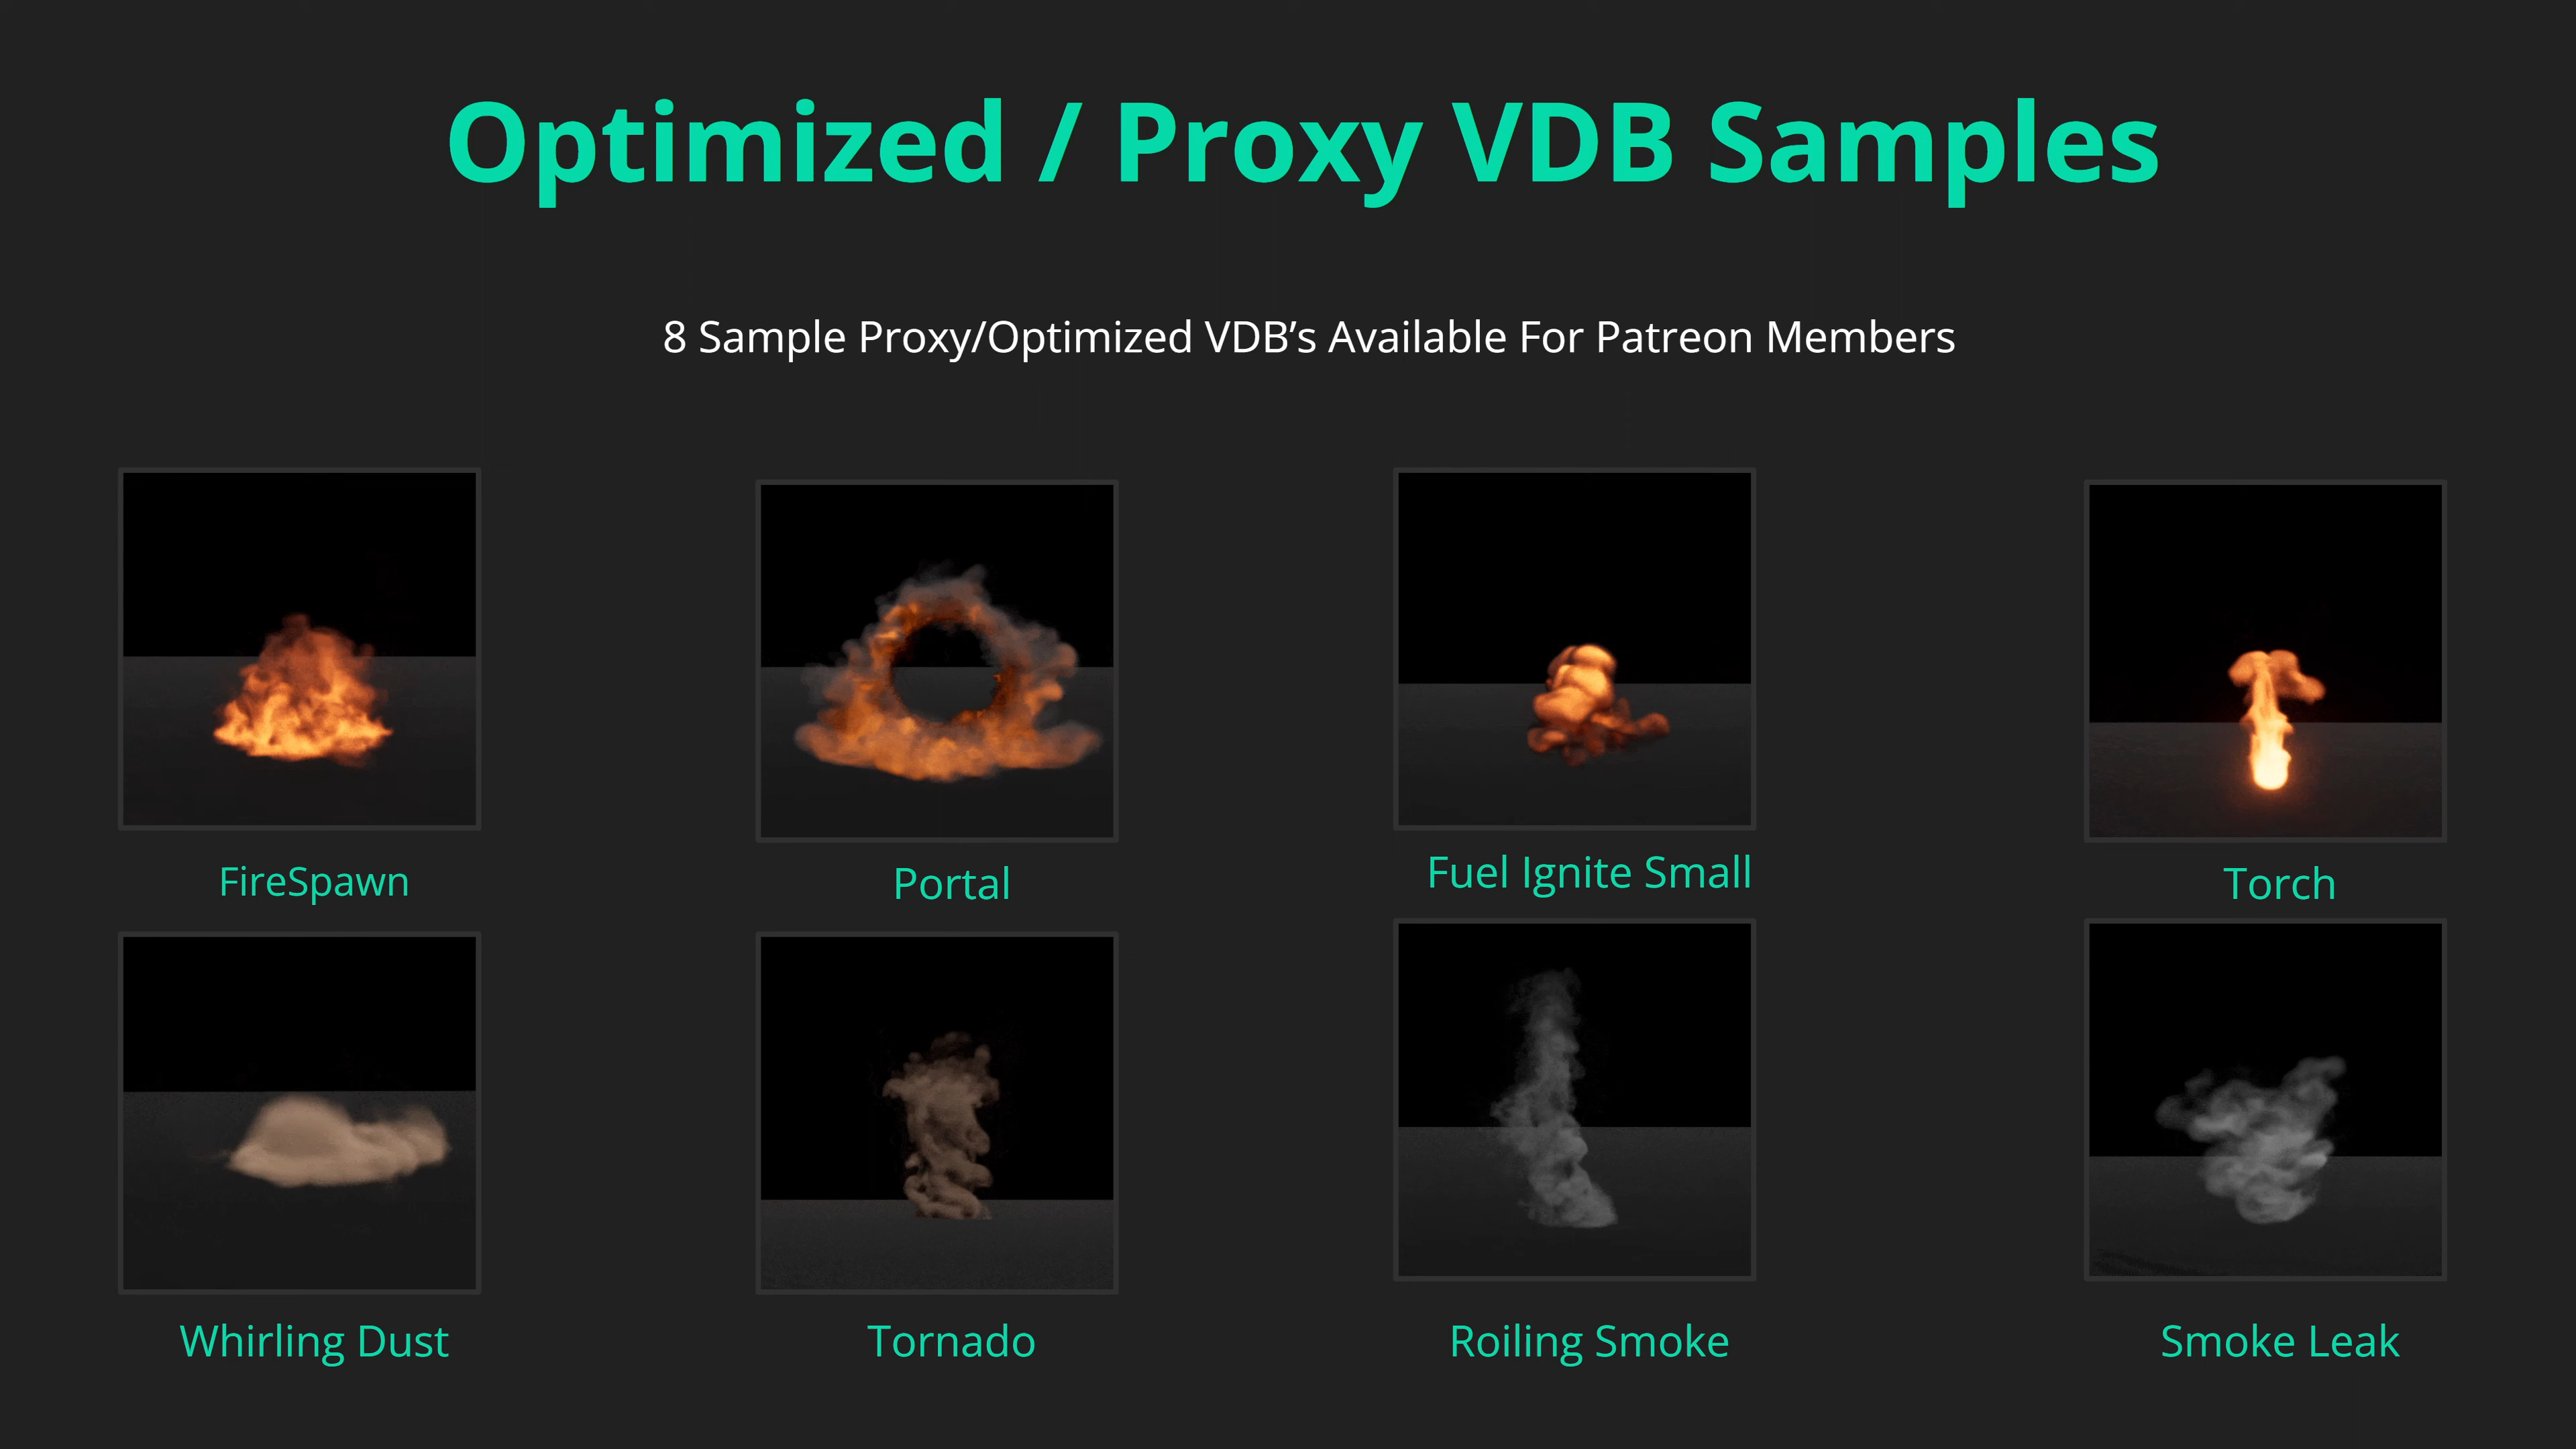 Optimized / Proxy VDB Samples
8 Sample Proxy/Optimized VDB’s Available For Patreon Members
FireSpawn
Portal
Fuel Ignite Small
Torch
Whirling Dust
Tornado
Roiling Smoke
Smoke Leak